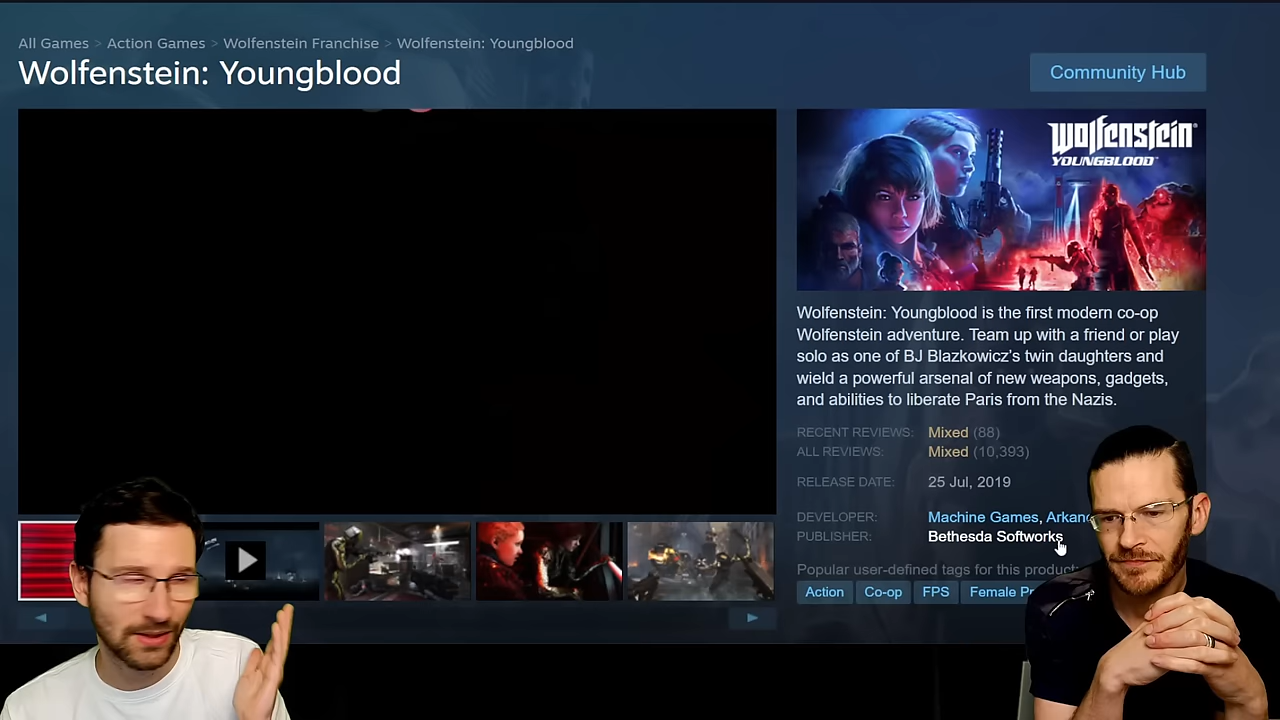 All Games > Action Games > Wolfenstein Franchise > Wolfenstein: Youngblood
Wolfenstein: Youngblood
Community Hub
Wolfenstein
YOUNGBLOOD
Wolfenstein: Youngblood is the first modern co-op
Wolfenstein adventure. Team up with a friend or play
solo as one of BJ Blazkowicz's twin daughters and
wield a powerful arsenal of new weapons, gadgets,
and abilities to liberate Paris from the Nazis.
RECENT REVIEWS: Mixed (88)
ALL REVIEWS: Mixed (10,393)
RELEASE DATE: 25 Jul, 2019
DEVELOPER: Machine Games, Arkan
PUBLISHER: Bethesda Softworks
Popular user-defined tags for this product:
Action Co-op FPS Female Pr